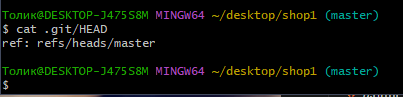 Толик@DESKTOP-J475S8M MINGW64 ~/desktop/shop1 (master)
$ cat .git/HEAD
ref: refs/heads/master
Толик@DESKTOP-J475S8M MINGW64 ~/desktop/shop1 (master)
$